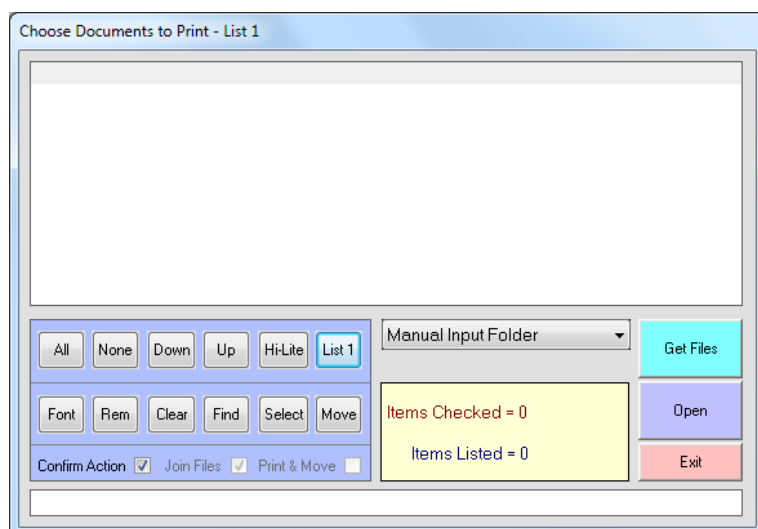 Choose Documents to Print - List 1
All None Down Up Hi-Lite List 1
Manual Input Folder
Get Files
Font Rem Clear Find Select Move
Items Checked = 0
Open
Items Listed = 0
Confirm Action Join Files Print & Move
Exit